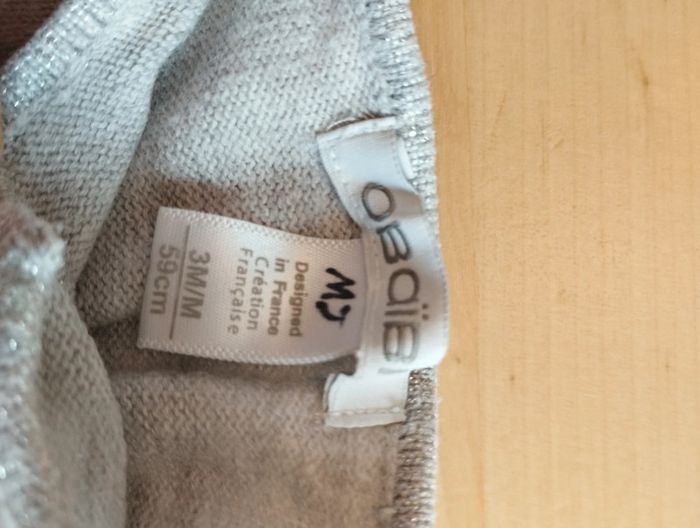 OBAÏBI
MJ
Designed
in France
Création
Française
3M/M
59cm